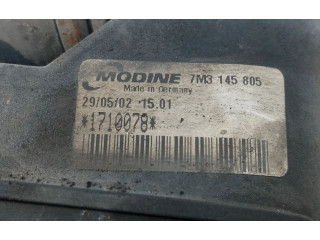 MODINE 7M3 145 805
Made in Germany
29/05/02 15.01
*1710078*